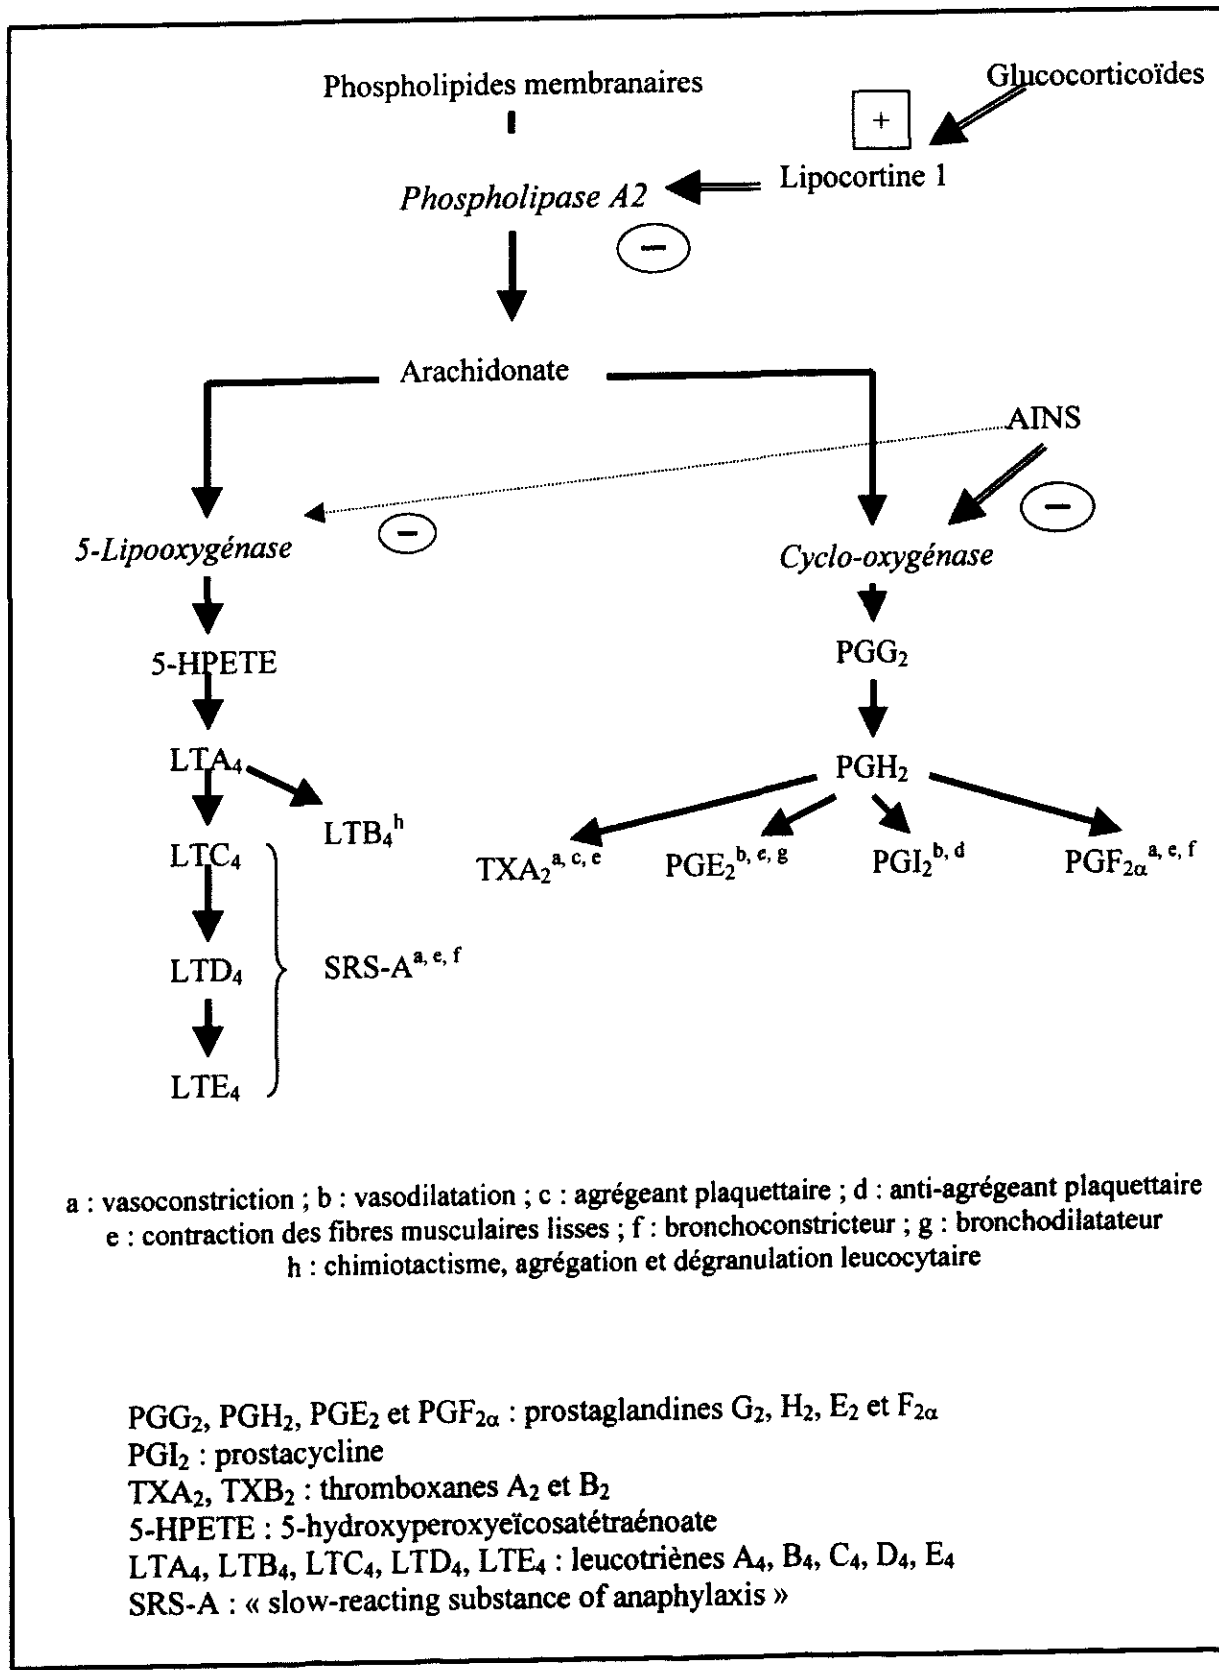 Phospholipides membranaires
Glucocorticoïdes
+
Lipocortine 1
Phospholipase A2
−
Arachidonate
AINS
−
−
5-Lipooxygénase
Cyclo-oxygénase
5-HPETE
PGG₂
LTA₄
PGH₂
LTB₄ʰ
LTC₄
TXA₂ᵃ, ᶜ, ᵉ
PGE₂ᵇ, ᵉ, ᵍ
PGI₂ᵇ, ᵈ
PGF₂αᵃ, ᵉ, ᶠ
LTD₄
SRS-Aᵃ, ᵉ, ᶠ
LTE₄
a : vasoconstriction ; b : vasodilatation ; c : agrégeant plaquettaire ; d : anti-agrégeant plaquettaire
e : contraction des fibres musculaires lisses ; f : bronchoconstricteur ; g : bronchodilatateur
h : chimiotactisme, agrégation et dégranulation leucocytaire
PGG₂, PGH₂, PGE₂ et PGF₂α : prostaglandines G₂, H₂, E₂ et F₂α
PGI₂ : prostacycline
TXA₂, TXB₂ : thromboxanes A₂ et B₂
5-HPETE : 5-hydroxyperoxyeïcosatétraénoate
LTA₄, LTB₄, LTC₄, LTD₄, LTE₄ : leucotriènes A₄, B₄, C₄, D₄, E₄
SRS-A : « slow-reacting substance of anaphylaxis »